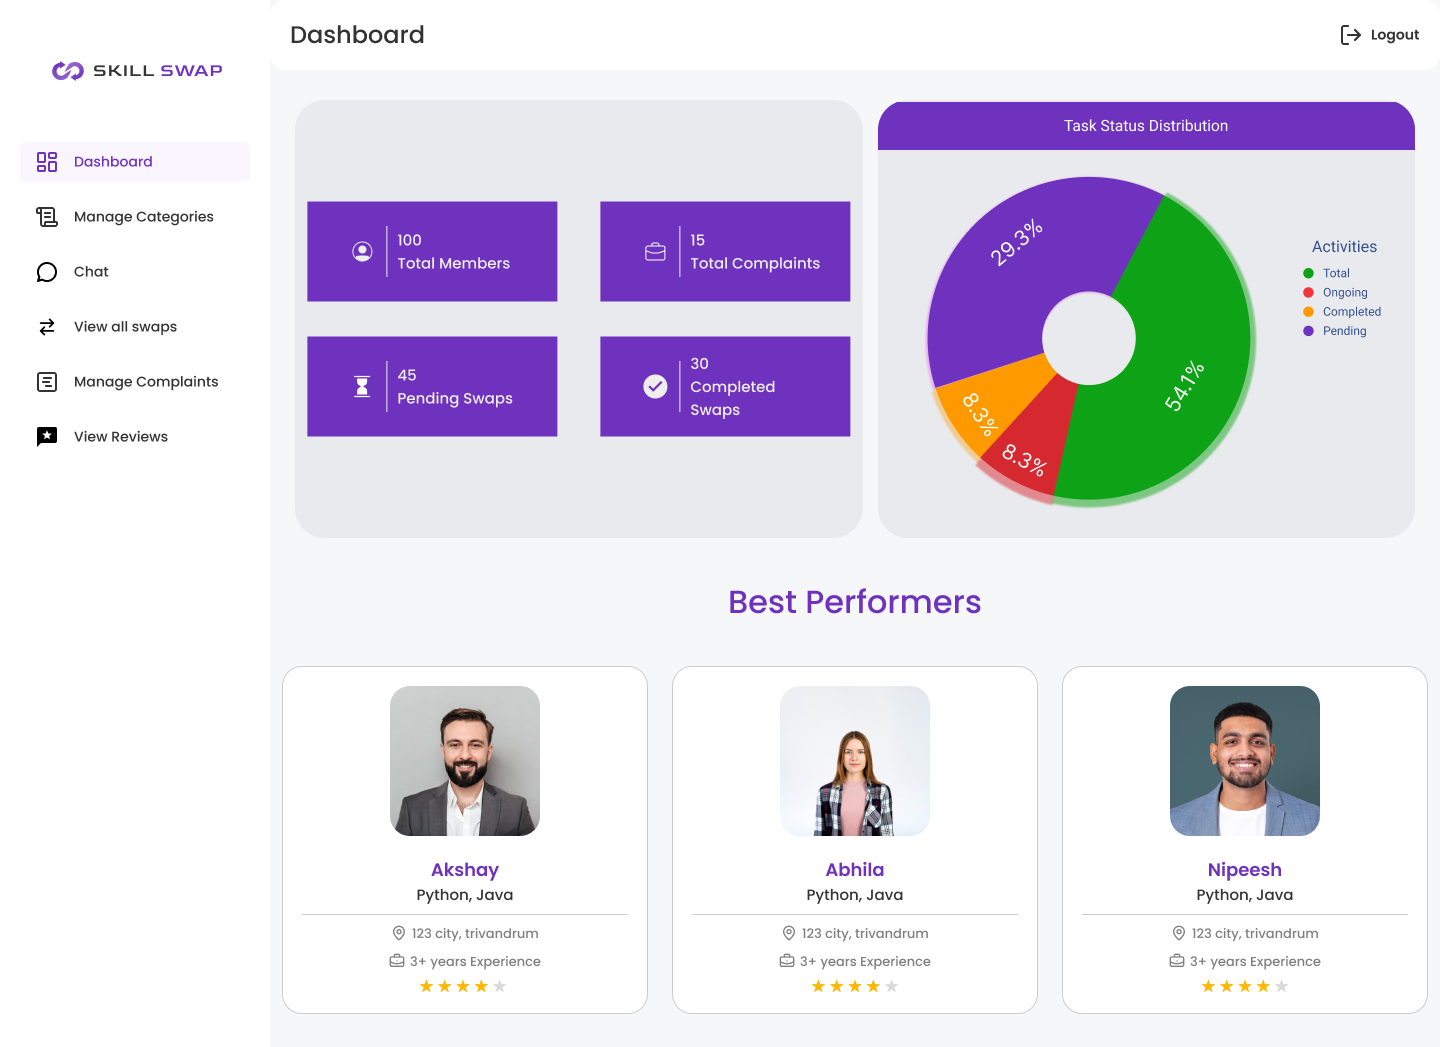 SKILL SWAP
Dashboard
Manage Categories
Chat
View all swaps
Manage Complaints
View Reviews
Dashboard
Logout
100
Total Members
15
Total Complaints
45
Pending Swaps
30
Completed
Swaps
Task Status Distribution
29.3%
54.1%
8.3%
8.3%
Activities
Total
Ongoing
Completed
Pending
Best Performers
Akshay
Python, Java
123 city, trivandrum
3+ years Experience
Abhila
Python, Java
123 city, trivandrum
3+ years Experience
Nipeesh
Python, Java
123 city, trivandrum
3+ years Experience